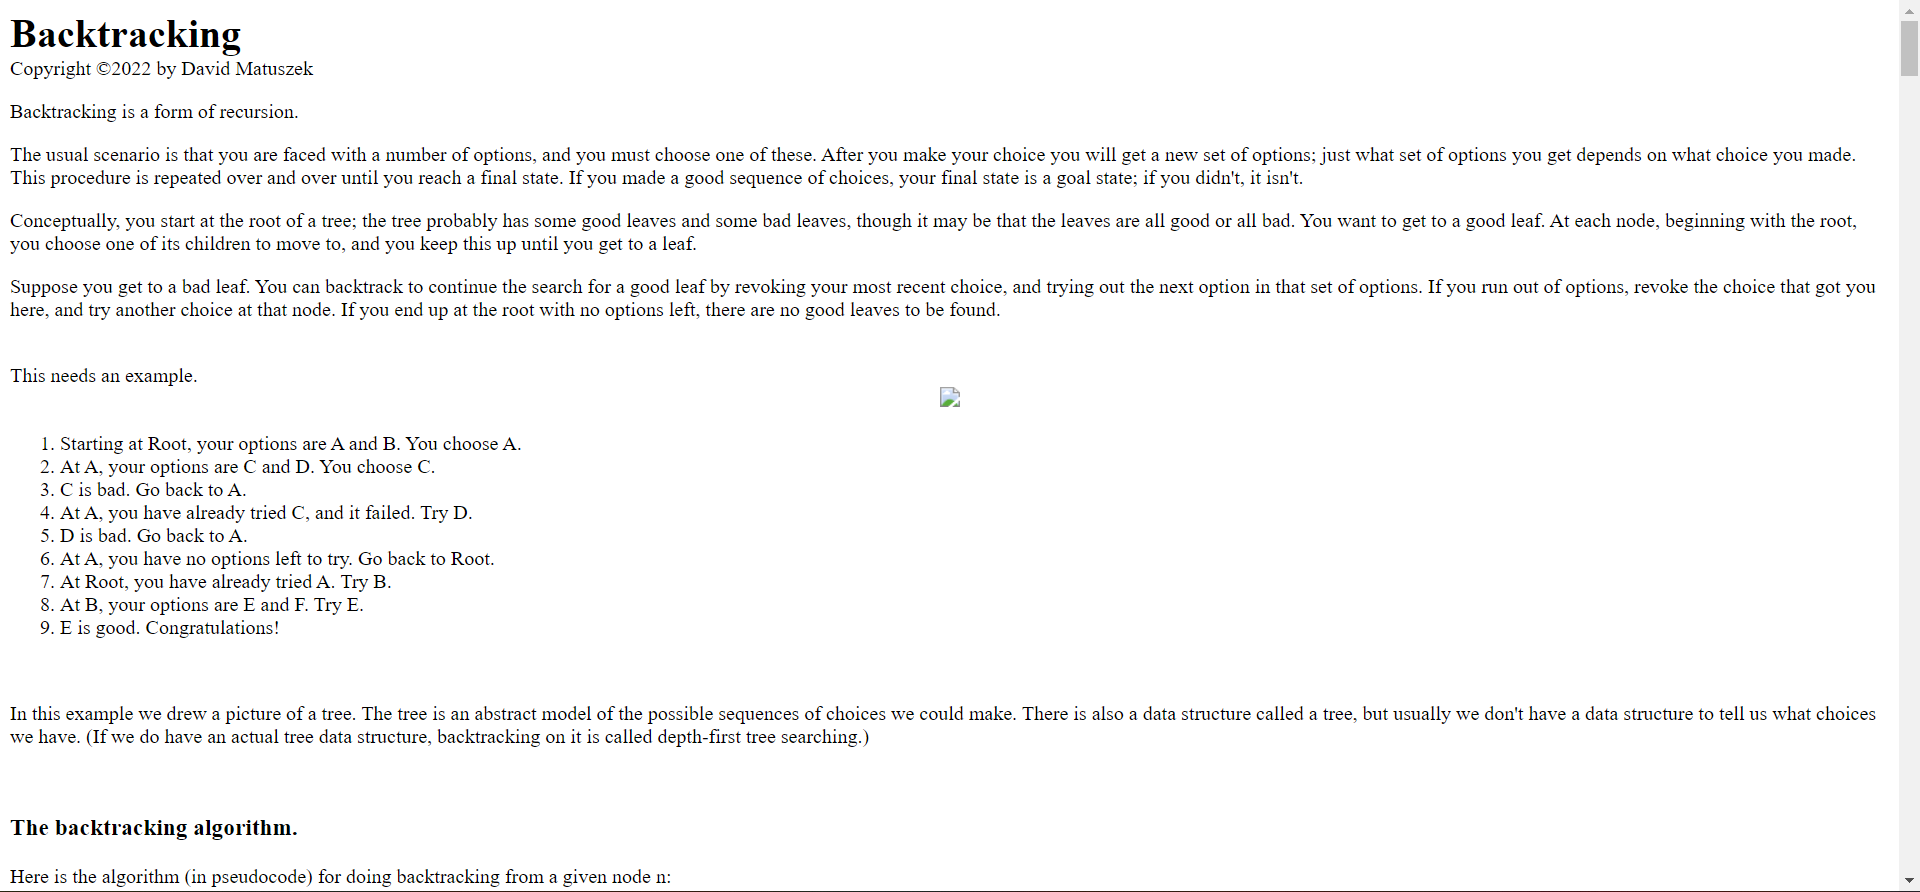 Backtracking
Copyright ©2022 by David Matuszek
Backtracking is a form of recursion.
The usual scenario is that you are faced with a number of options, and you must choose one of these. After you make your choice you will get a new set of options; just what set of options you get depends on what choice you made.
This procedure is repeated over and over until you reach a final state. If you made a good sequence of choices, your final state is a goal state; if you didn't, it isn't.
Conceptually, you start at the root of a tree; the tree probably has some good leaves and some bad leaves, though it may be that the leaves are all good or all bad. You want to get to a good leaf. At each node, beginning with the root,
you choose one of its children to move to, and you keep this up until you get to a leaf.
Suppose you get to a bad leaf. You can backtrack to continue the search for a good leaf by revoking your most recent choice, and trying out the next option in that set of options. If you run out of options, revoke the choice that got you
here, and try another choice at that node. If you end up at the root with no options left, there are no good leaves to be found.
This needs an example.
1. Starting at Root, your options are A and B. You choose A.
2. At A, your options are C and D. You choose C.
3. C is bad. Go back to A.
4. At A, you have already tried C, and it failed. Try D.
5. D is bad. Go back to A.
6. At A, you have no options left to try. Go back to Root.
7. At Root, you have already tried A. Try B.
8. At B, your options are E and F. Try E.
9. E is good. Congratulations!
In this example we drew a picture of a tree. The tree is an abstract model of the possible sequences of choices we could make. There is also a data structure called a tree, but usually we don't have a data structure to tell us what choices
we have. (If we do have an actual tree data structure, backtracking on it is called depth-first tree searching.)
The backtracking algorithm.
Here is the algorithm (in pseudocode) for doing backtracking from a given node n: